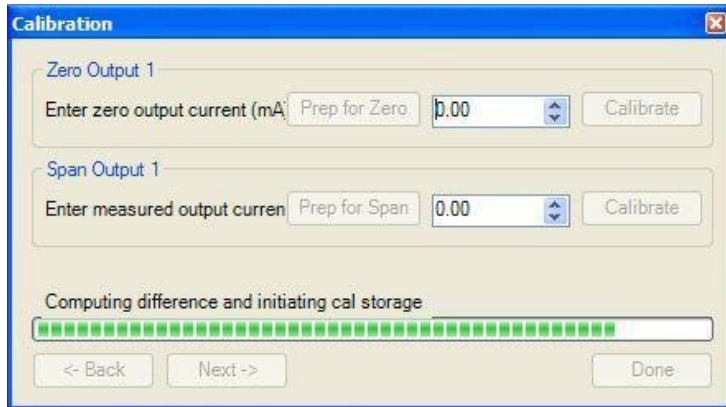 Calibration
Zero Output 1
Enter zero output current (mA) Prep for Zero 0.00 Calibrate
Span Output 1
Enter measured output curren Prep for Span 0.00 Calibrate
Computing difference and initiating cal storage
<- Back Next -> Done